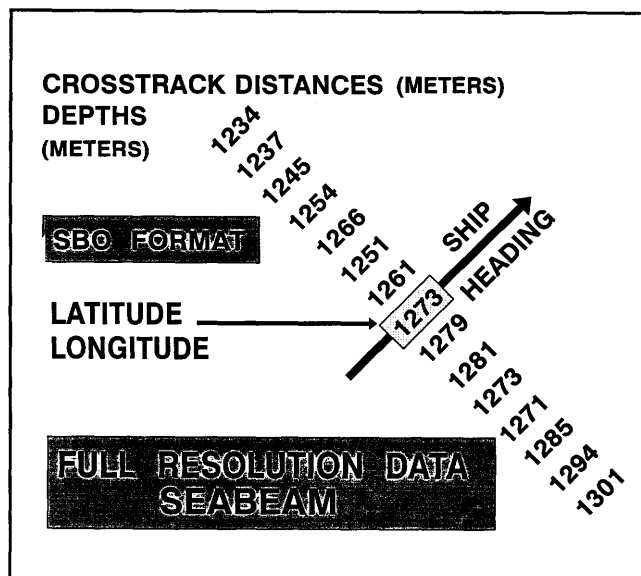 CROSSTRACK DISTANCES (METERS)
DEPTHS
(METERS)
1234
1237
1245
1254
1266
1251
1261
1273
1279
1281
1273
1271
1285
1294
1301
SHIP
HEADING
SBO FORMAT
LATITUDE
LONGITUDE
FULL RESOLUTION DATA
SEABEAM